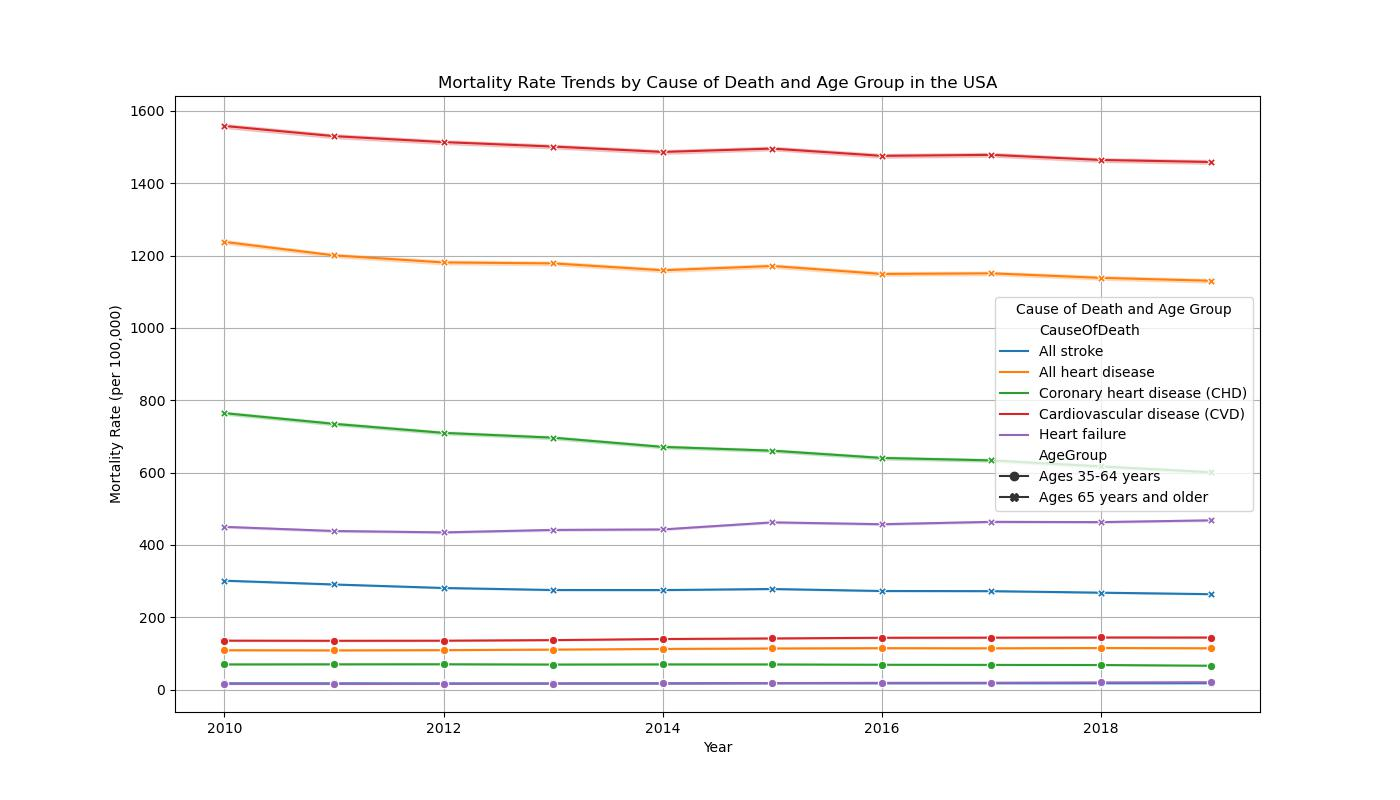 Mortality Rate Trends by Cause of Death and Age Group in the USA
1600
1400
1200
1000
800
600
400
200
0
Mortality Rate (per 100,000)
Cause of Death and Age Group
CauseOfDeath
All stroke
All heart disease
Coronary heart disease (CHD)
Cardiovascular disease (CVD)
Heart failure
AgeGroup
Ages 35-64 years
Ages 65 years and older
2010
2012
2014
2016
2018
Year